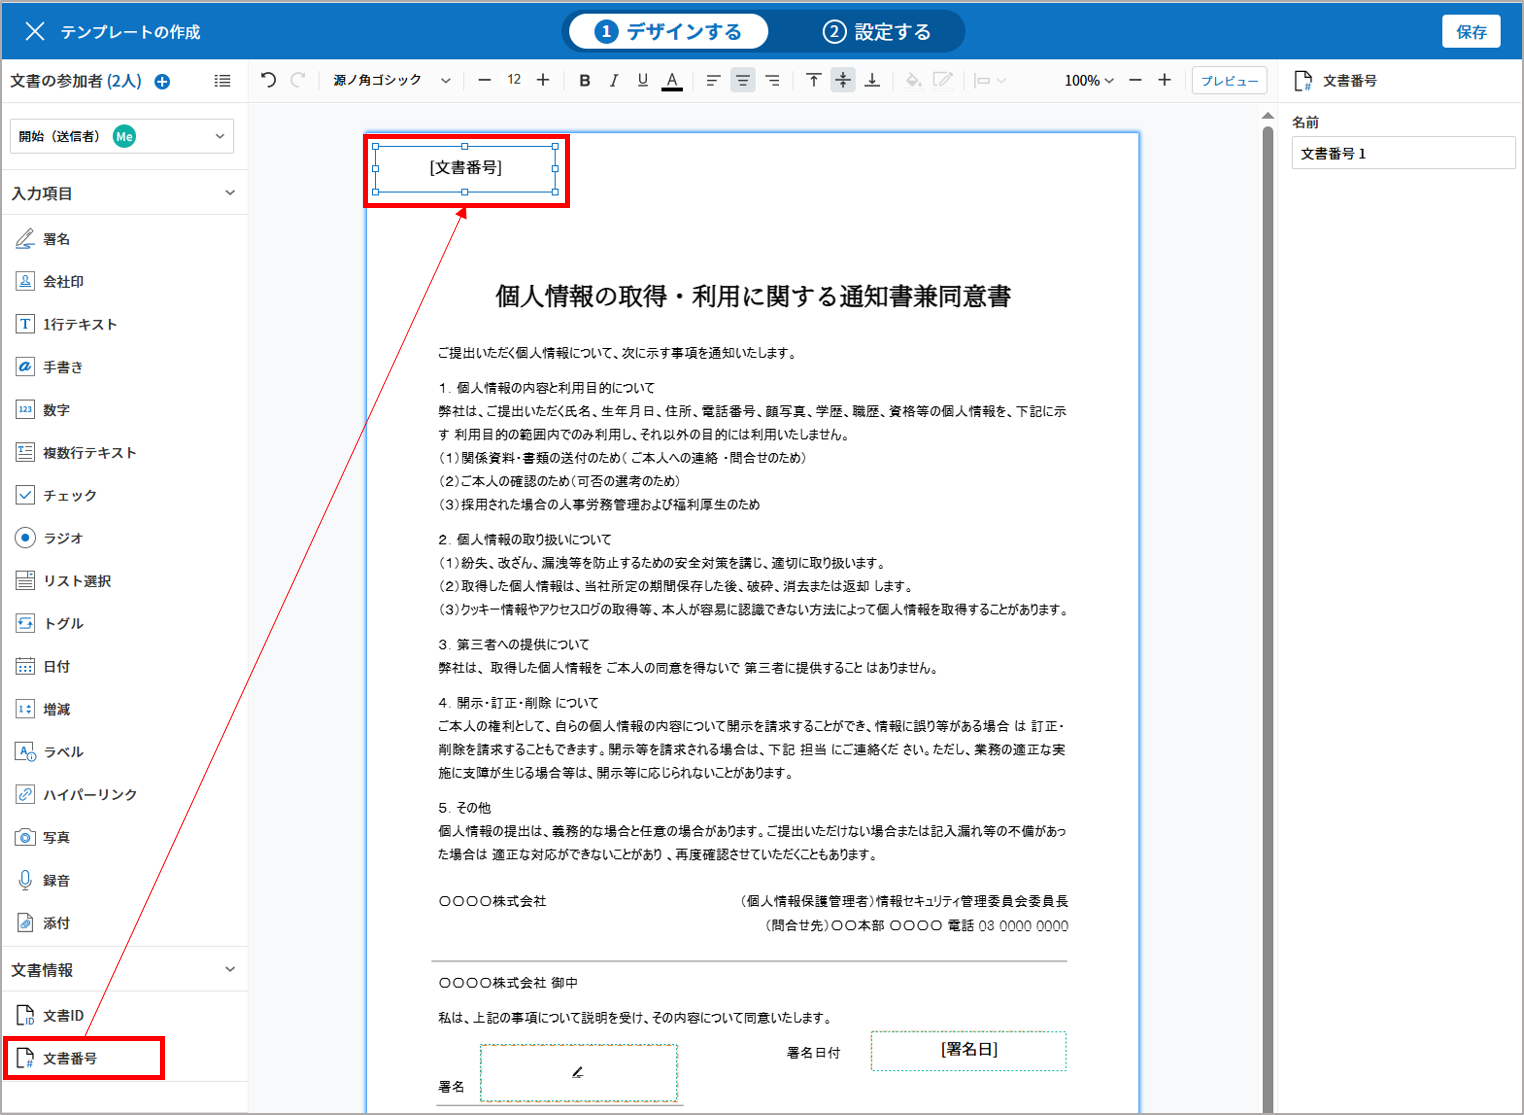 テンプレートの作成
1 デザインする
2 設定する
保存
文書の参加者 (2人)
源ノ角ゴシック
12
B I U A
100%
プレビュー
文書番号
開始（送信者） Me
名前
文書番号 1
入力項目
署名
会社印
1行テキスト
手書き
数字
複数行テキスト
チェック
ラジオ
リスト選択
トグル
日付
増減
ラベル
ハイパーリンク
写真
録音
添付
文書情報
文書ID
文書番号
[文書番号]
個人情報の取得・利用に関する通知書兼同意書
ご提出いただく個人情報について、次に示す事項を通知いたします。
１．個人情報の内容と利用目的について
弊社は、ご提出いただく氏名、生年月日、住所、電話番号、顔写真、学歴、職歴、資格等の個人情報を、下記に示
す 利用目的の範囲内でのみ利用し、それ以外の目的には利用いたしません。
（１）関係資料・書類の送付のため（ ご本人への連絡 ・問合せのため）
（２）ご本人の確認のため（可否の選考のため）
（３）採用された場合の人事労務管理および福利厚生のため
２．個人情報の取り扱いについて
（１）紛失、改ざん、漏洩等を防止するための安全対策を講じ、適切に取り扱います。
（２）取得した個人情報は、当社所定の期間保存した後、破砕、消去または返却 します。
（３）クッキー情報やアクセスログの取得等、本人が容易に認識できない方法によって個人情報を取得することがあります。
３．第三者への提供について
弊社は、 取得した個人情報を ご本人の同意を得ないで 第三者に提供すること はありません。
４．開示・訂正・削除 について
ご本人の権利として、自らの個人情報の内容について開示を請求することができ、情報に誤り等がある場合 は 訂正・
削除を請求することもできます。開示等を請求される場合は、下記 担当 にご連絡くだ さい。ただし、業務の適正な実
施に支障が生じる場合等は、開示等に応じられないことがあります。
５．その他
個人情報の提出は、義務的な場合と任意の場合があります。ご提出いただけない場合または記入漏れ等の不備があっ
た場合は 適正な対応ができないことがあり 、再度確認させていただくこともあります。
〇〇〇〇株式会社
（個人情報保護管理者）情報セキュリティ管理委員会委員長
（問合せ先）〇〇本部 〇〇〇〇 電話 03 0000 0000
〇〇〇〇株式会社 御中
私は、上記の事項について説明を受け、その内容について同意いたします。
署名日付
[署名日]
署名